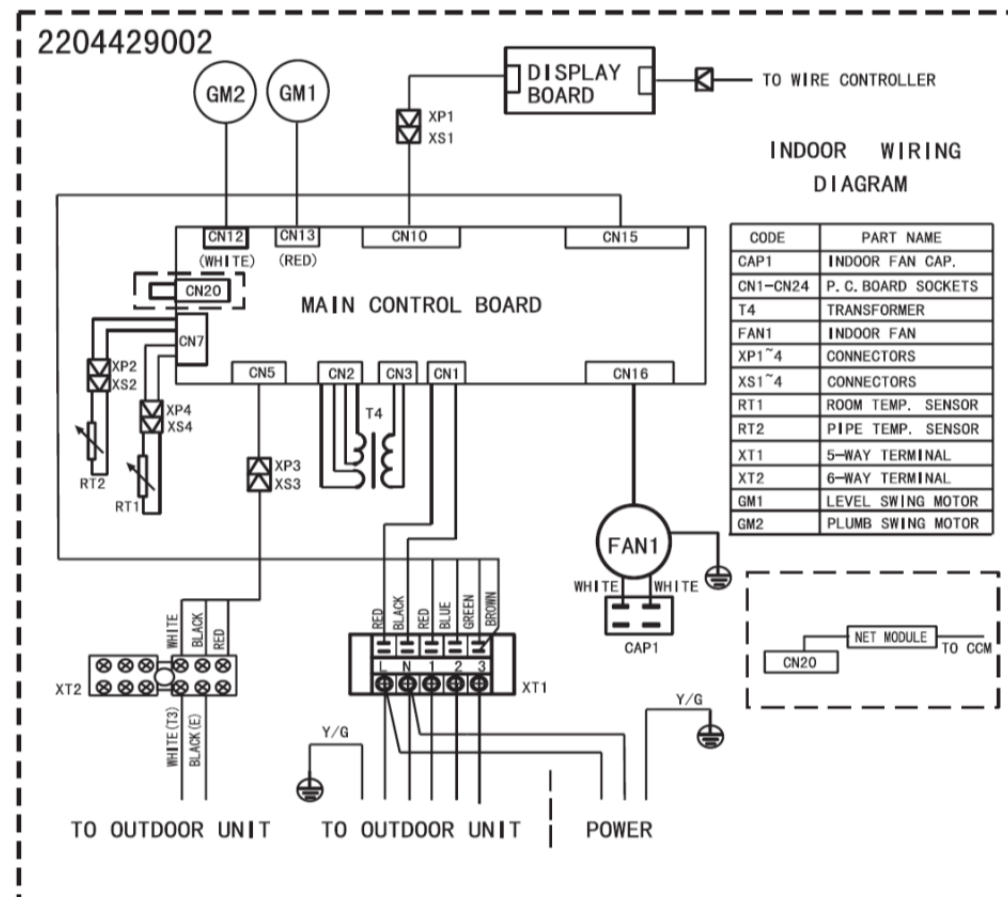 2204429002
GM2
GM1
DISPLAY
BOARD
TO WIRE CONTROLLER
XP1
XS1
INDOOR WIRING
DIAGRAM
CN12
CN13
CN10
CN15
(WHITE)
(RED)
CN20
MAIN CONTROL BOARD
CN7
CN5
CN2
CN3
CN1
CN16
XP2
XS2
XP4
XS4
RT2
RT1
T4
XP3
XS3
CODE PART NAME
CAP1 INDOOR FAN CAP.
CN1-CN24 P.C.BOARD SOCKETS
T4 TRANSFORMER
FAN1 INDOOR FAN
XP1~4 CONNECTORS
XS1~4 CONNECTORS
RT1 ROOM TEMP. SENSOR
RT2 PIPE TEMP. SENSOR
XT1 5-WAY TERMINAL
XT2 6-WAY TERMINAL
GM1 LEVEL SWING MOTOR
GM2 PLUMB SWING MOTOR
FAN1
WHITE
WHITE
CAP1
WHITE
BLACK
RED
RED
BLACK
RED
BLUE
GREEN
BROWN
L N 1 2 3
XT1
XT2
WHITE(T3)
BLACK(E)
NET MODULE
CN20
TO CCM
Y/G
Y/G
TO OUTDOOR UNIT
TO OUTDOOR UNIT
POWER